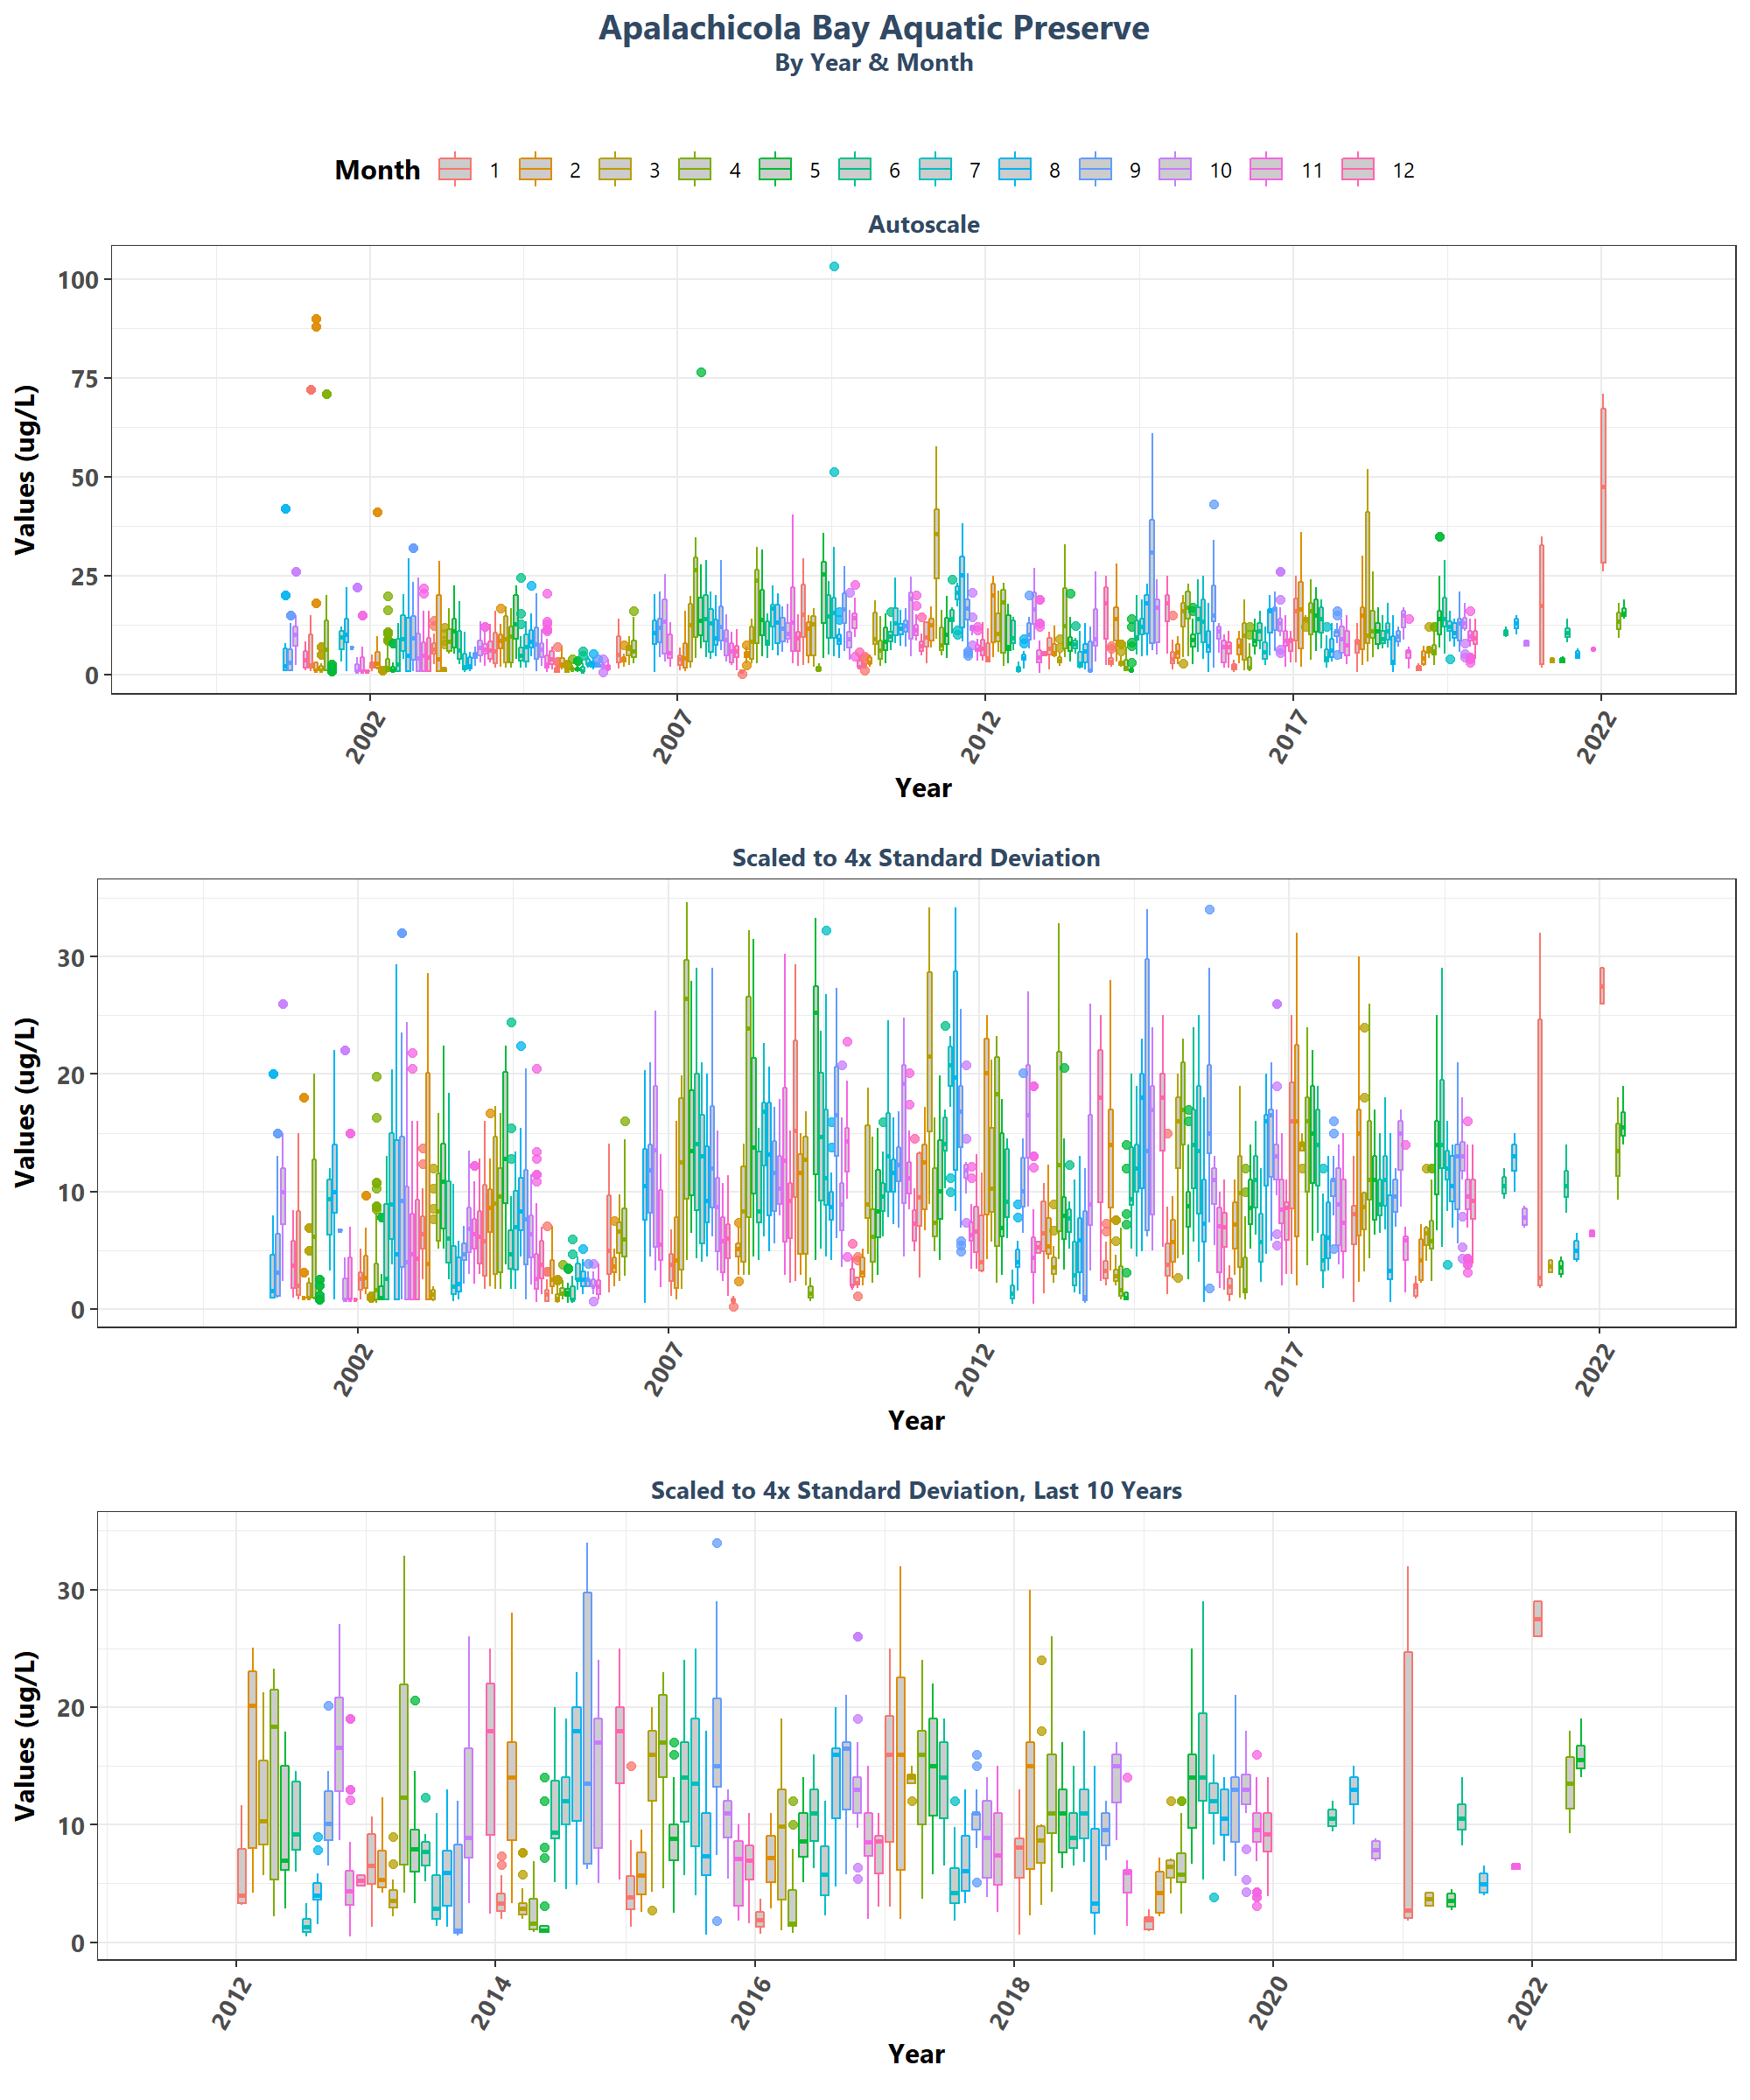 Apalachicola Bay Aquatic Preserve
By Year & Month
Month 1 2 3 4 5 6 7 8 9 10 11 12
Autoscale
Values (ug/L)
100
75
50
25
0
2002 2007 2012 2017 2022
Year
Scaled to 4x Standard Deviation
Values (ug/L)
30
20
10
0
2002 2007 2012 2017 2022
Year
Scaled to 4x Standard Deviation, Last 10 Years
Values (ug/L)
30
20
10
0
2012 2014 2016 2018 2020 2022
Year